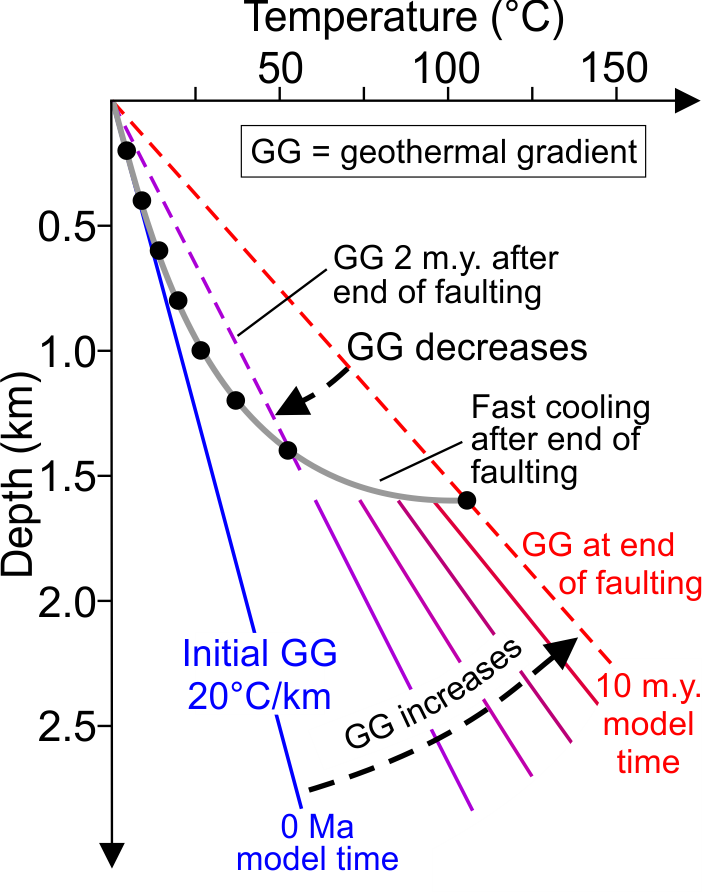 Temperature (°C)
50
100
150
GG = geothermal gradient
0.5
GG 2 m.y. after
end of faulting
1.0
GG decreases
Fast cooling
after end of
faulting
1.5
Depth (km)
GG at end
of faulting
2.0
Initial GG
20°C/km
GG increases
10 m.y.
model
time
2.5
0 Ma
model time